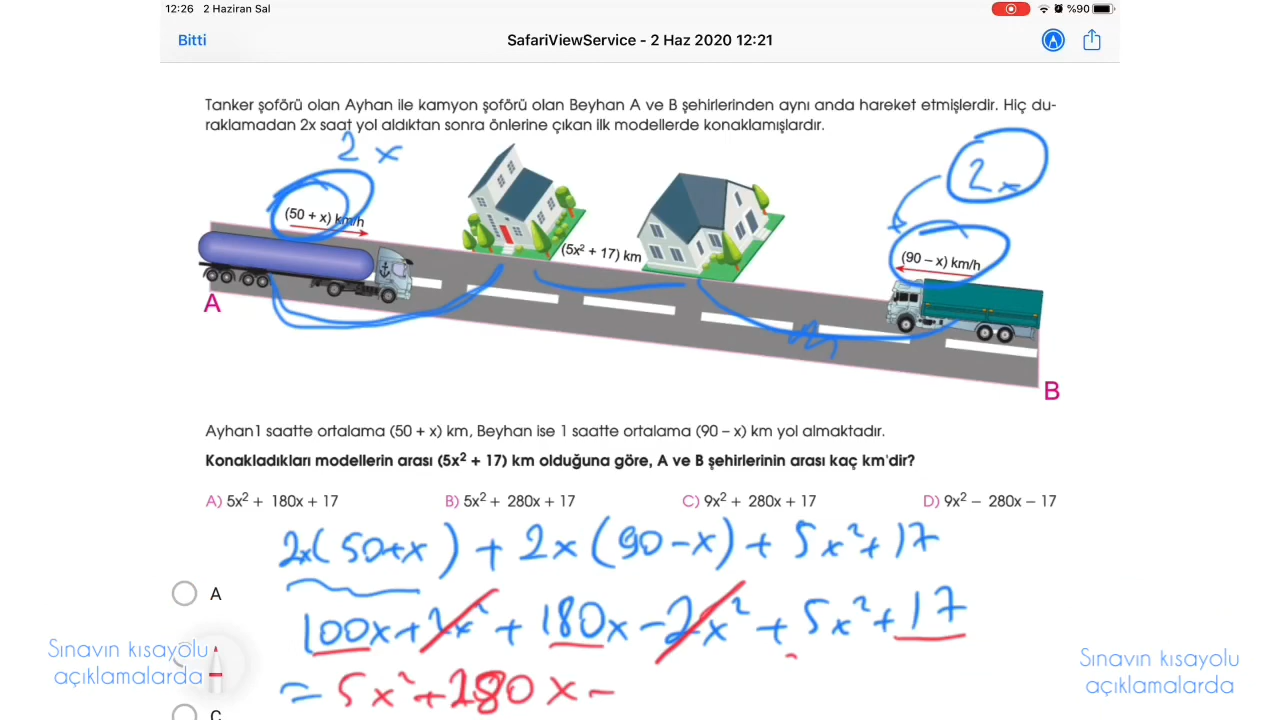 12:26 2 Haziran Sal
%90
Bitti
SafariViewService - 2 Haz 2020 12:21
Tanker şoförü olan Ayhan ile kamyon şoförü olan Beyhan A ve B şehirlerinden aynı anda hareket etmişlerdir. Hiç du-
raklamadan 2x saat yol aldıktan sonra önlerine çıkan ilk modellerde konaklamışlardır.
2x
2x
(50 + x) km/h
(5x² + 17) km
(90 – x) km/h
A
B
Ayhan 1 saatte ortalama (50 + x) km, Beyhan ise 1 saatte ortalama (90 – x) km yol almaktadır.
Konakladıkları modellerin arası (5x² + 17) km olduğuna göre, A ve B şehirlerinin arası kaç km'dir?
A) 5x² + 180x + 17 B) 5x² + 280x + 17 C) 9x² + 280x + 17 D) 9x² – 280x – 17
2x(50+x) + 2x(90-x) + 5x²+17
A
100x+2x² + 180x -2x² + 5x²+17
Sınavın kısayolu
açıklamalarda
Sınavın kısayolu
açıklamalarda
= 5x²+280x -
C